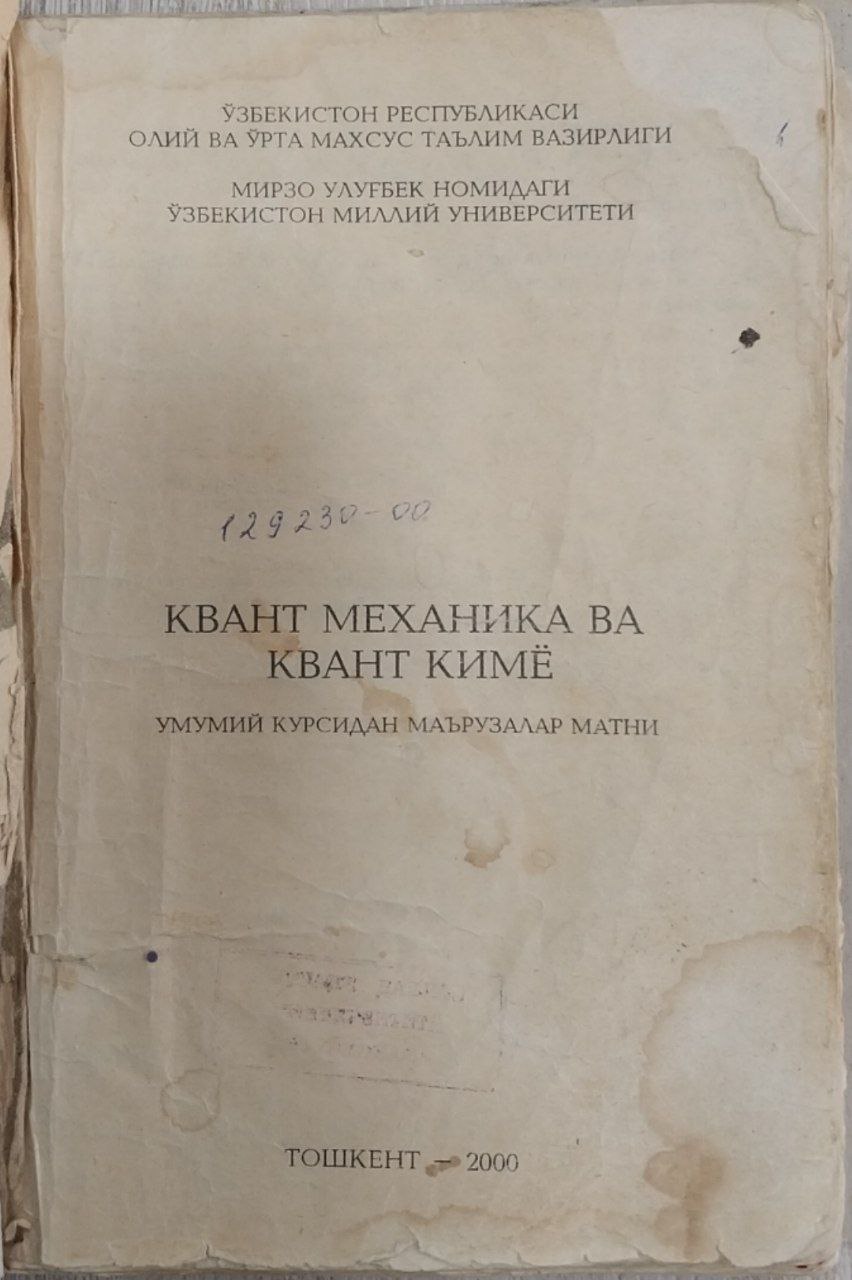 ЎЗБЕКИСТОН РЕСПУБЛИКАСИ
ОЛИЙ ВА ЎРТА МАХСУС ТАЪЛИМ ВАЗИРЛИГИ
МИРЗО УЛУҒБЕК НОМИДАГИ
ЎЗБЕКИСТОН МИЛЛИЙ УНИВЕРСИТЕТИ
129230-00
КВАНТ МЕХАНИКА ВА
КВАНТ КИМЁ
УМУМИЙ КУРСИДАН МАЪРУЗАЛАР МАТНИ
ТОШКЕНТ – 2000